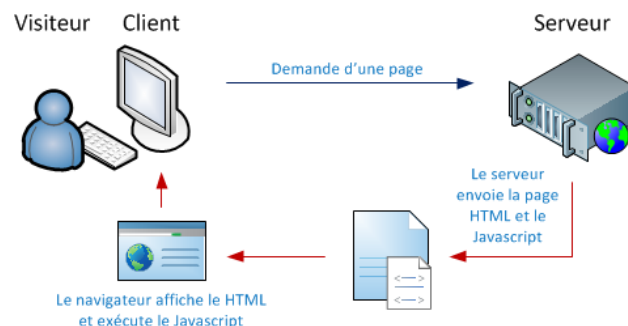 Visiteur Client Serveur
Demande d'une page
Le serveur
envoie la page
HTML et le
Javascript
Le navigateur affiche le HTML
et exécute le Javascript